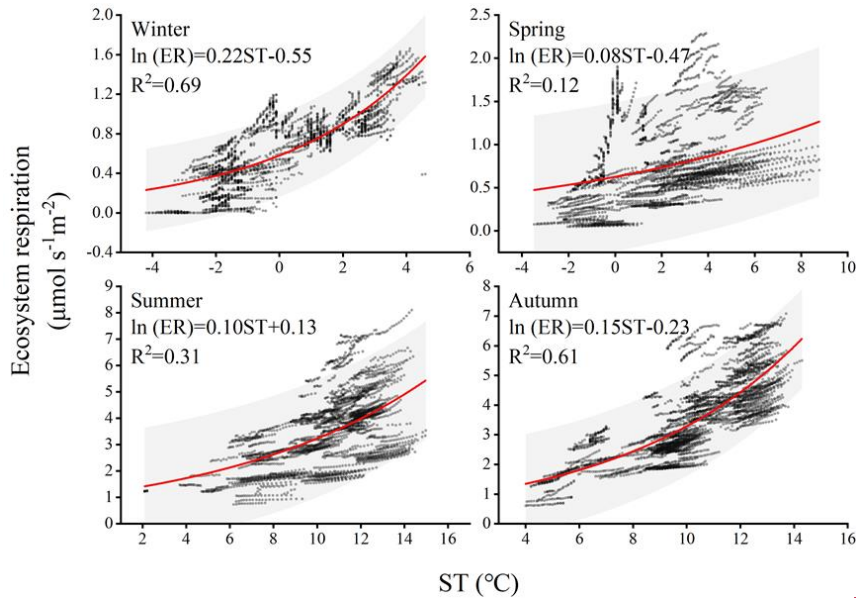 Ecosystem respiration
(μmol s⁻¹m⁻²)
Winter
ln (ER)=0.22ST-0.55
R²=0.69
2.0
1.6
1.2
0.8
0.4
0.0
-0.4
-4 -2 0 2 4 6
Spring
ln (ER)=0.08ST-0.47
R²=0.12
2.5
2.0
1.5
1.0
0.5
0.0
-4 -2 0 2 4 6 8 10
Summer
ln (ER)=0.10ST+0.13
R²=0.31
9
8
7
6
5
4
3
2
1
0
2 4 6 8 10 12 14 16
Autumn
ln (ER)=0.15ST-0.23
R²=0.61
9
8
7
6
5
4
3
2
1
0
4 6 8 10 12 14 16
ST (℃)